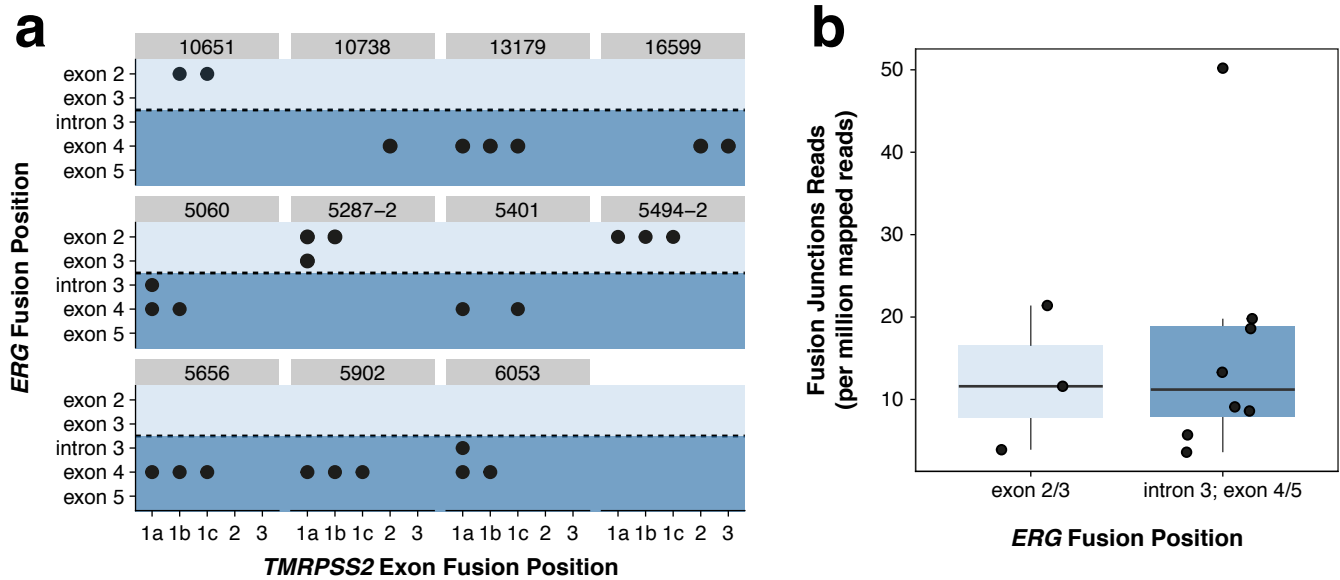 a
10651 10738 13179 16599
exon 2
exon 3
intron 3
exon 4
exon 5
5060 5287−2 5401 5494−2
exon 2
exon 3
intron 3
exon 4
exon 5
5656 5902 6053
exon 2
exon 3
intron 3
exon 4
exon 5
1a 1b 1c 2 3 1a 1b 1c 2 3 1a 1b 1c 2 3 1a 1b 1c 2 3
ERG Fusion Position
TMRPSS2 Exon Fusion Position
b
50
40
30
20
10
Fusion Junctions Reads
(per million mapped reads)
exon 2/3 intron 3; exon 4/5
ERG Fusion Position